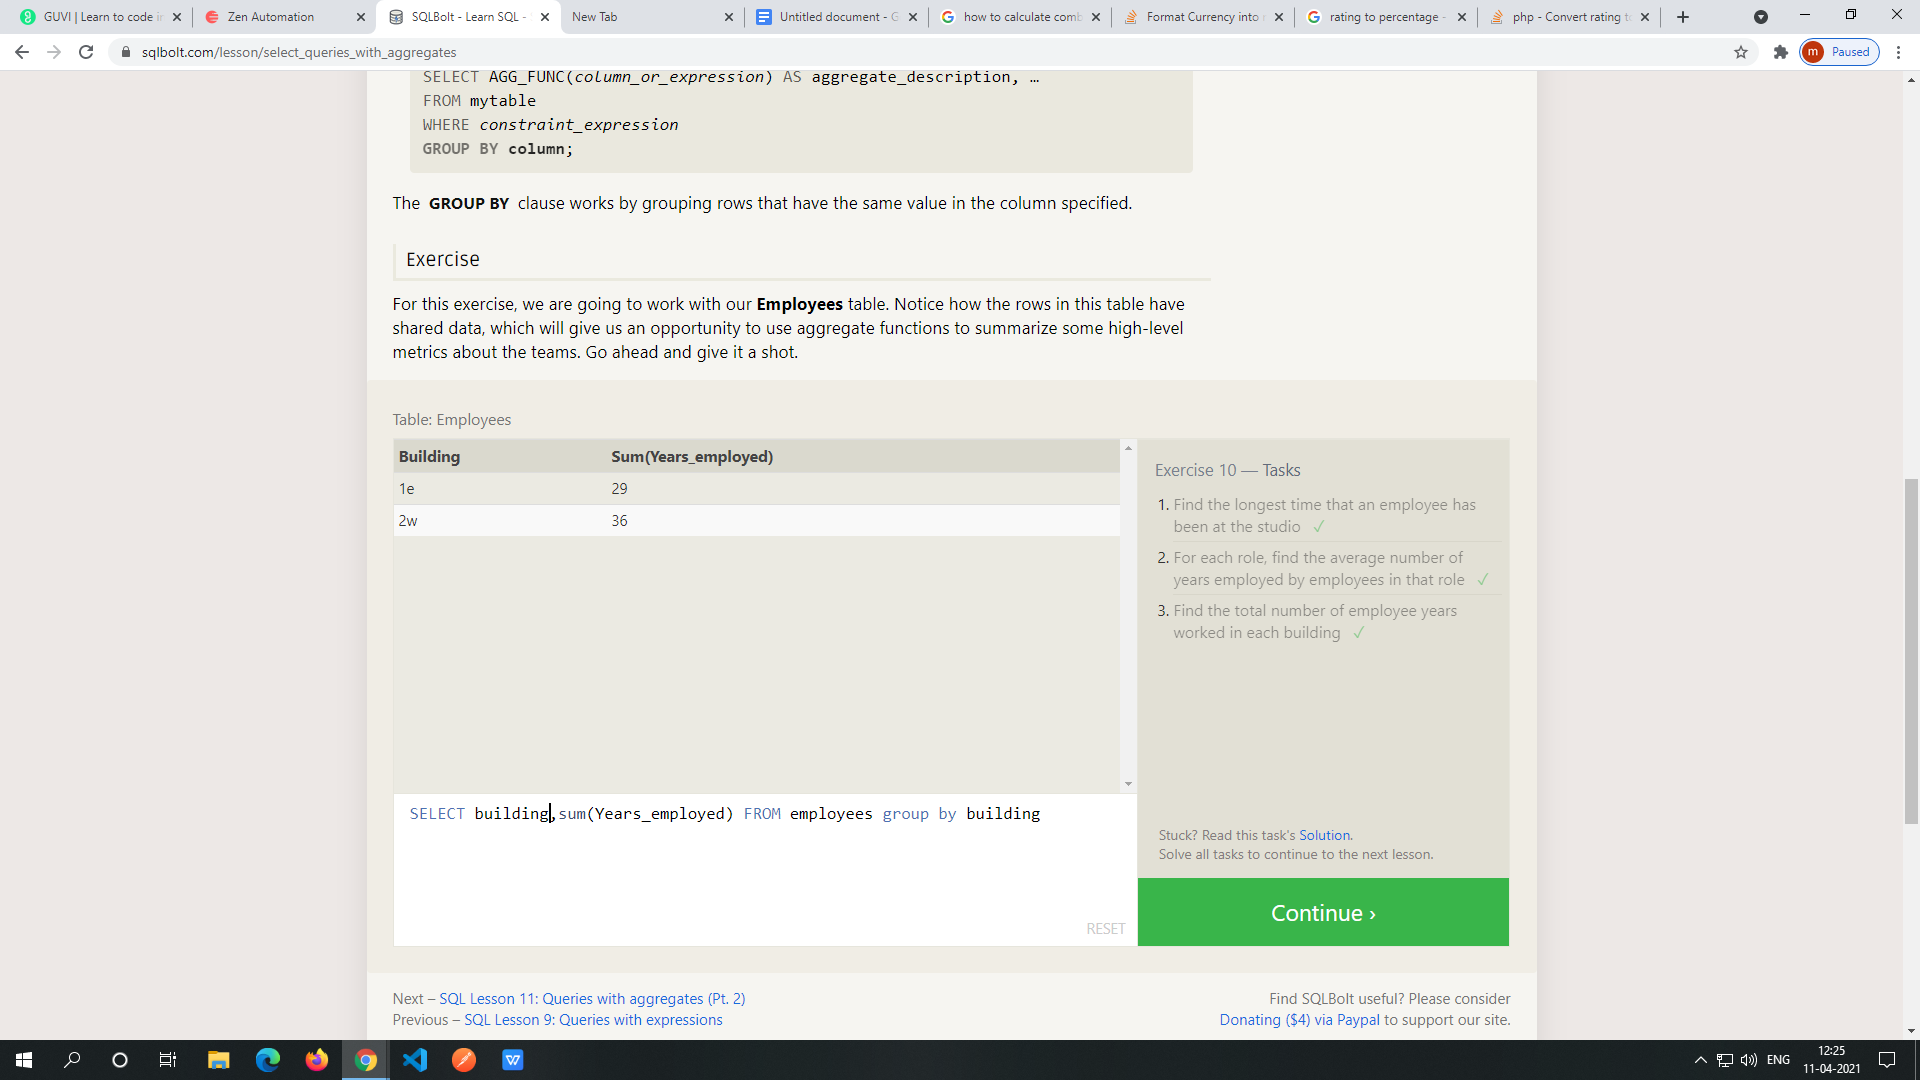 GUVI | Learn to code in
Zen Automation
SQLBolt - Learn SQL -
New Tab
Untitled document - G
how to calculate comb
Format Currency into
rating to percentage -
php - Convert rating to
sqlbolt.com/lesson/select_queries_with_aggregates
m Paused
SELECT AGG_FUNC(column_or_expression) AS aggregate_description, …
FROM mytable
WHERE constraint_expression
GROUP BY column;
The GROUP BY clause works by grouping rows that have the same value in the column specified.
Exercise
For this exercise, we are going to work with our Employees table. Notice how the rows in this table have
shared data, which will give us an opportunity to use aggregate functions to summarize some high-level
metrics about the teams. Go ahead and give it a shot.
Table: Employees
Building Sum(Years_employed)
1e 29
2w 36
SELECT building,sum(Years_employed) FROM employees group by building
RESET
Exercise 10 — Tasks
1. Find the longest time that an employee has
been at the studio ✓
2. For each role, find the average number of
years employed by employees in that role ✓
3. Find the total number of employee years
worked in each building ✓
Stuck? Read this task's Solution.
Solve all tasks to continue to the next lesson.
Continue ›
Next – SQL Lesson 11: Queries with aggregates (Pt. 2)
Previous – SQL Lesson 9: Queries with expressions
Find SQLBolt useful? Please consider
Donating ($4) via Paypal to support our site.
ENG
12:25
11-04-2021